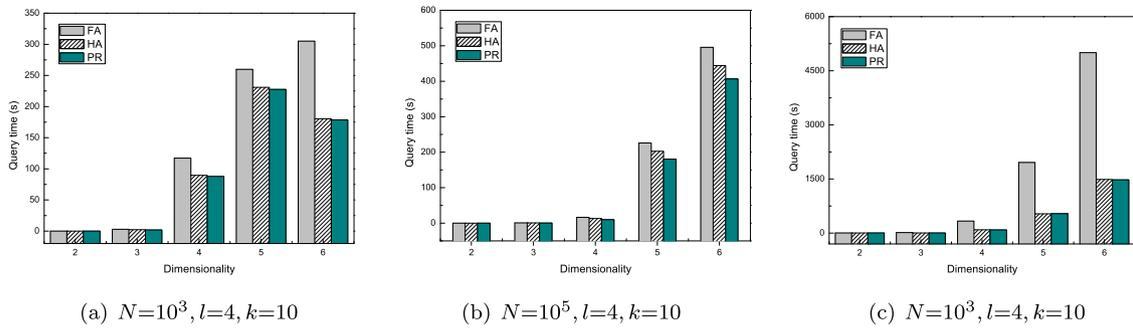 350
300
250
200
150
100
50
0
Query time (s)
FA
HA
PR
2 3 4 5 6
Dimensionality
(a) N=10³, l=4, k=10
600
500
400
300
200
100
0
Query time (s)
FA
HA
PR
2 3 4 5 6
Dimensionality
(b) N=10⁵, l=4, k=10
6000
4500
3000
1500
0
Query time (s)
FA
HA
PR
2 3 4 5 6
Dimensionality
(c) N=10³, l=4, k=10